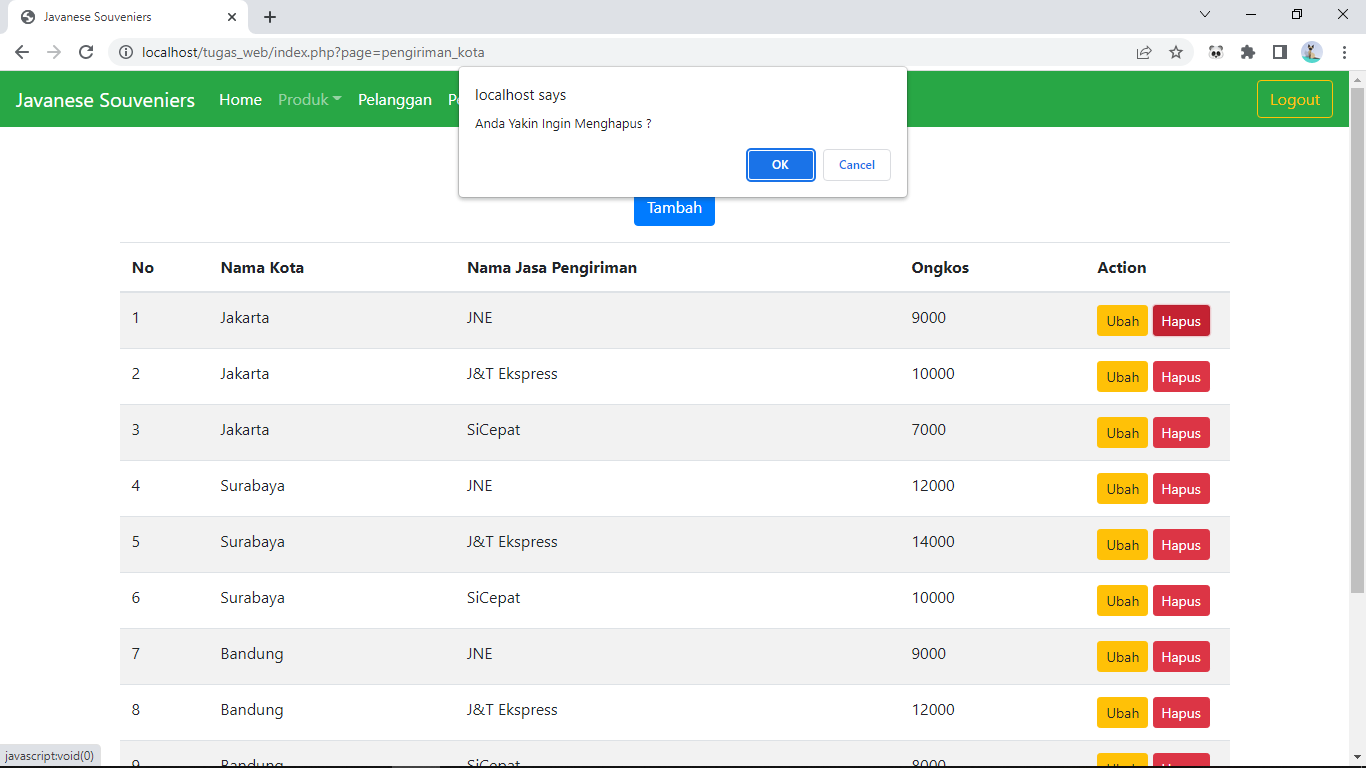 Javanese Souveniers
localhost/tugas_web/index.php?page=pengiriman_kota
Javanese Souveniers Home Produk Pelanggan Logout
localhost says
Anda Yakin Ingin Menghapus ?
OK Cancel
Tambah
No Nama Kota Nama Jasa Pengiriman Ongkos Action
1 Jakarta JNE 9000 Ubah Hapus
2 Jakarta J&T Ekspress 10000 Ubah Hapus
3 Jakarta SiCepat 7000 Ubah Hapus
4 Surabaya JNE 12000 Ubah Hapus
5 Surabaya J&T Ekspress 14000 Ubah Hapus
6 Surabaya SiCepat 10000 Ubah Hapus
7 Bandung JNE 9000 Ubah Hapus
8 Bandung J&T Ekspress 12000 Ubah Hapus
9 Bandung SiCepat 8000 Ubah Hapus
javascript:void(0)